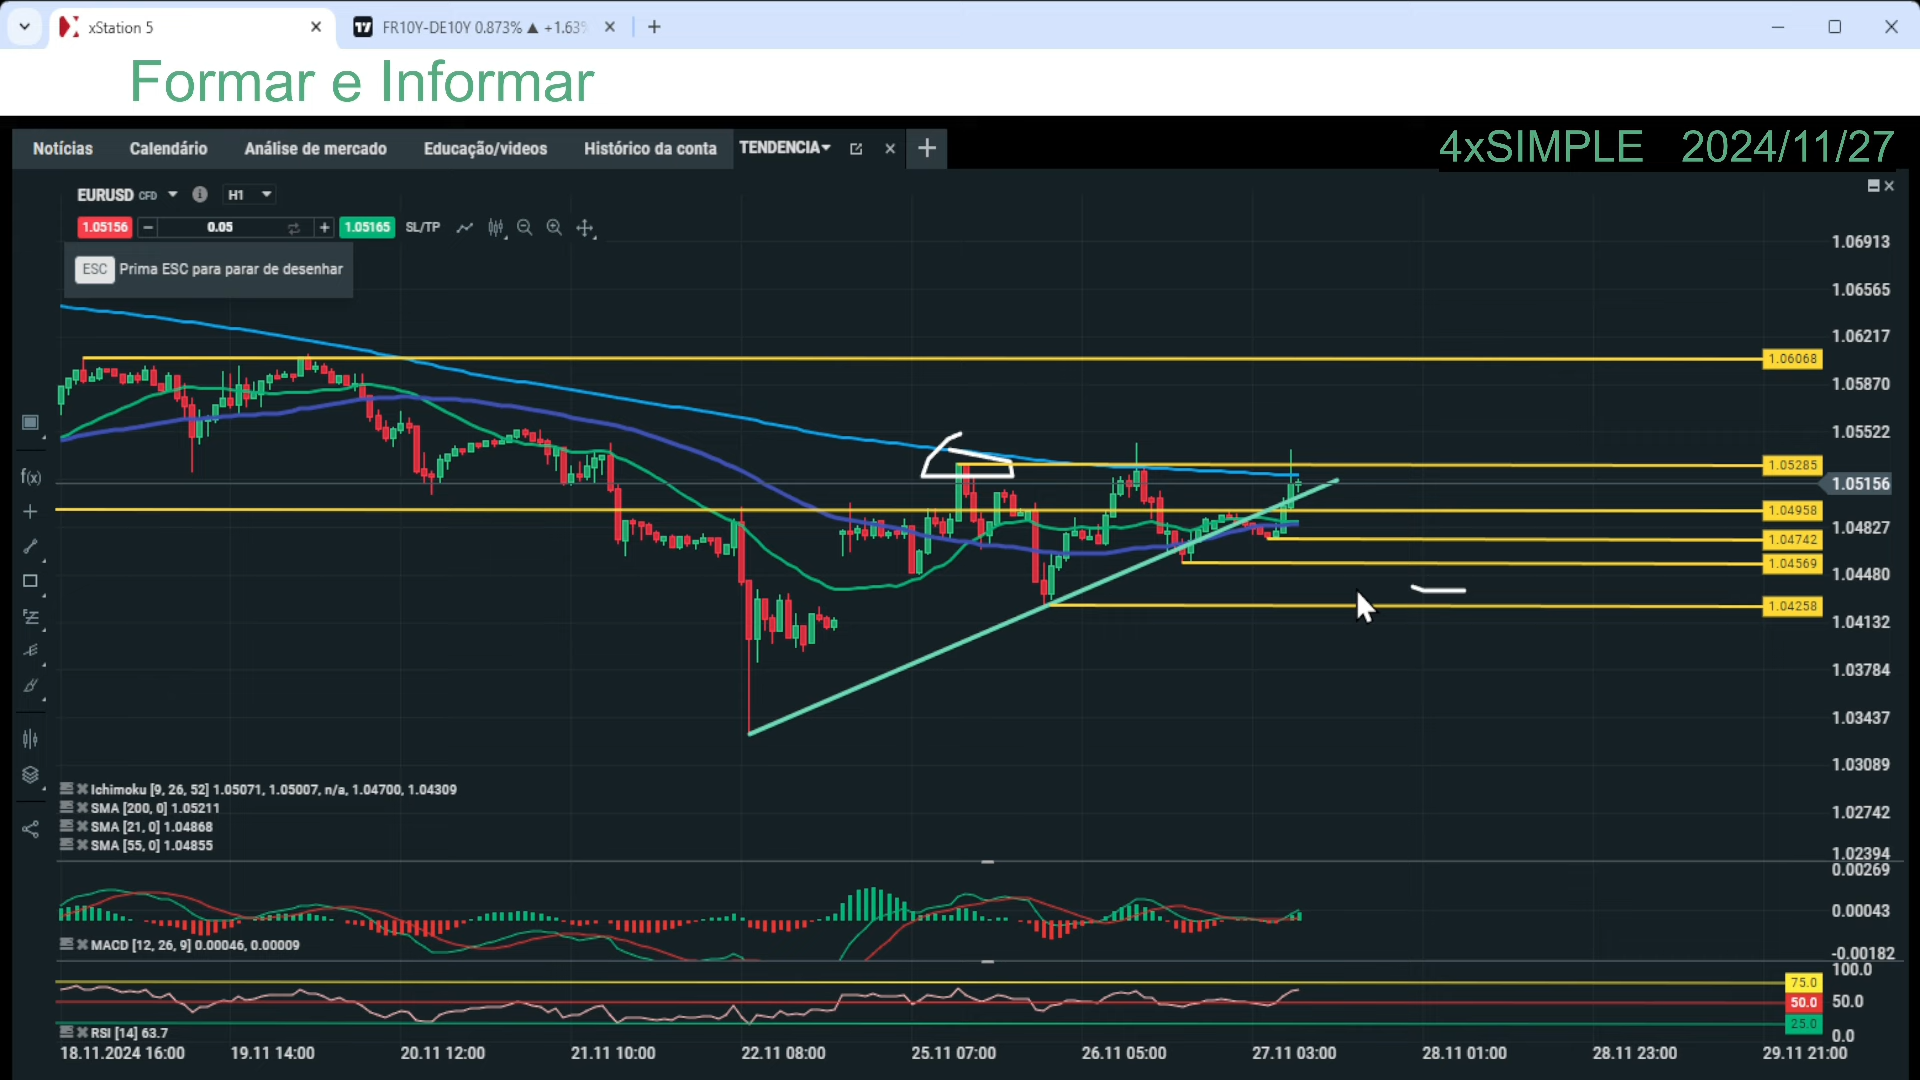 xStation 5
FR10Y-DE10Y 0.873% ▲ +1.63%
Formar e Informar
Notícias Calendário Análise de mercado Educação/videos Histórico da conta TENDENCIA
4xSIMPLE 2024/11/27
EURUSD CFD H1
1.05156 − 0.05 + 1.05165 SL/TP
ESC Prima ESC para parar de desenhar
1.06913
1.06565
1.06217
1.06068
1.05870
1.05522
1.05285
1.05156
1.04958
1.04827
1.04742
1.04569
1.04480
1.04258
1.04132
1.03784
1.03437
1.03089
1.02742
1.02394
f(x)
Ichimoku [9, 26, 52] 1.05071, 1.05007, n/a, 1.04700, 1.04309
SMA [200, 0] 1.05211
SMA [21, 0] 1.04868
SMA [55, 0] 1.04855
0.00269
0.00043
-0.00182
MACD [12, 26, 9] 0.00046, 0.00009
100.0
75.0
50.0 50.0
25.0
0.0
RSI [14] 63.7
18.11.2024 16:00 19.11 14:00 20.11 12:00 21.11 10:00 22.11 08:00 25.11 07:00 26.11 05:00 27.11 03:00 28.11 01:00 28.11 23:00 29.11 21:00